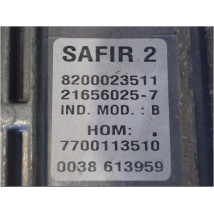 SAFIR 2
8200023511
21656025-7
IND. MOD. : B
HOM: .
7700113510
0038 613959